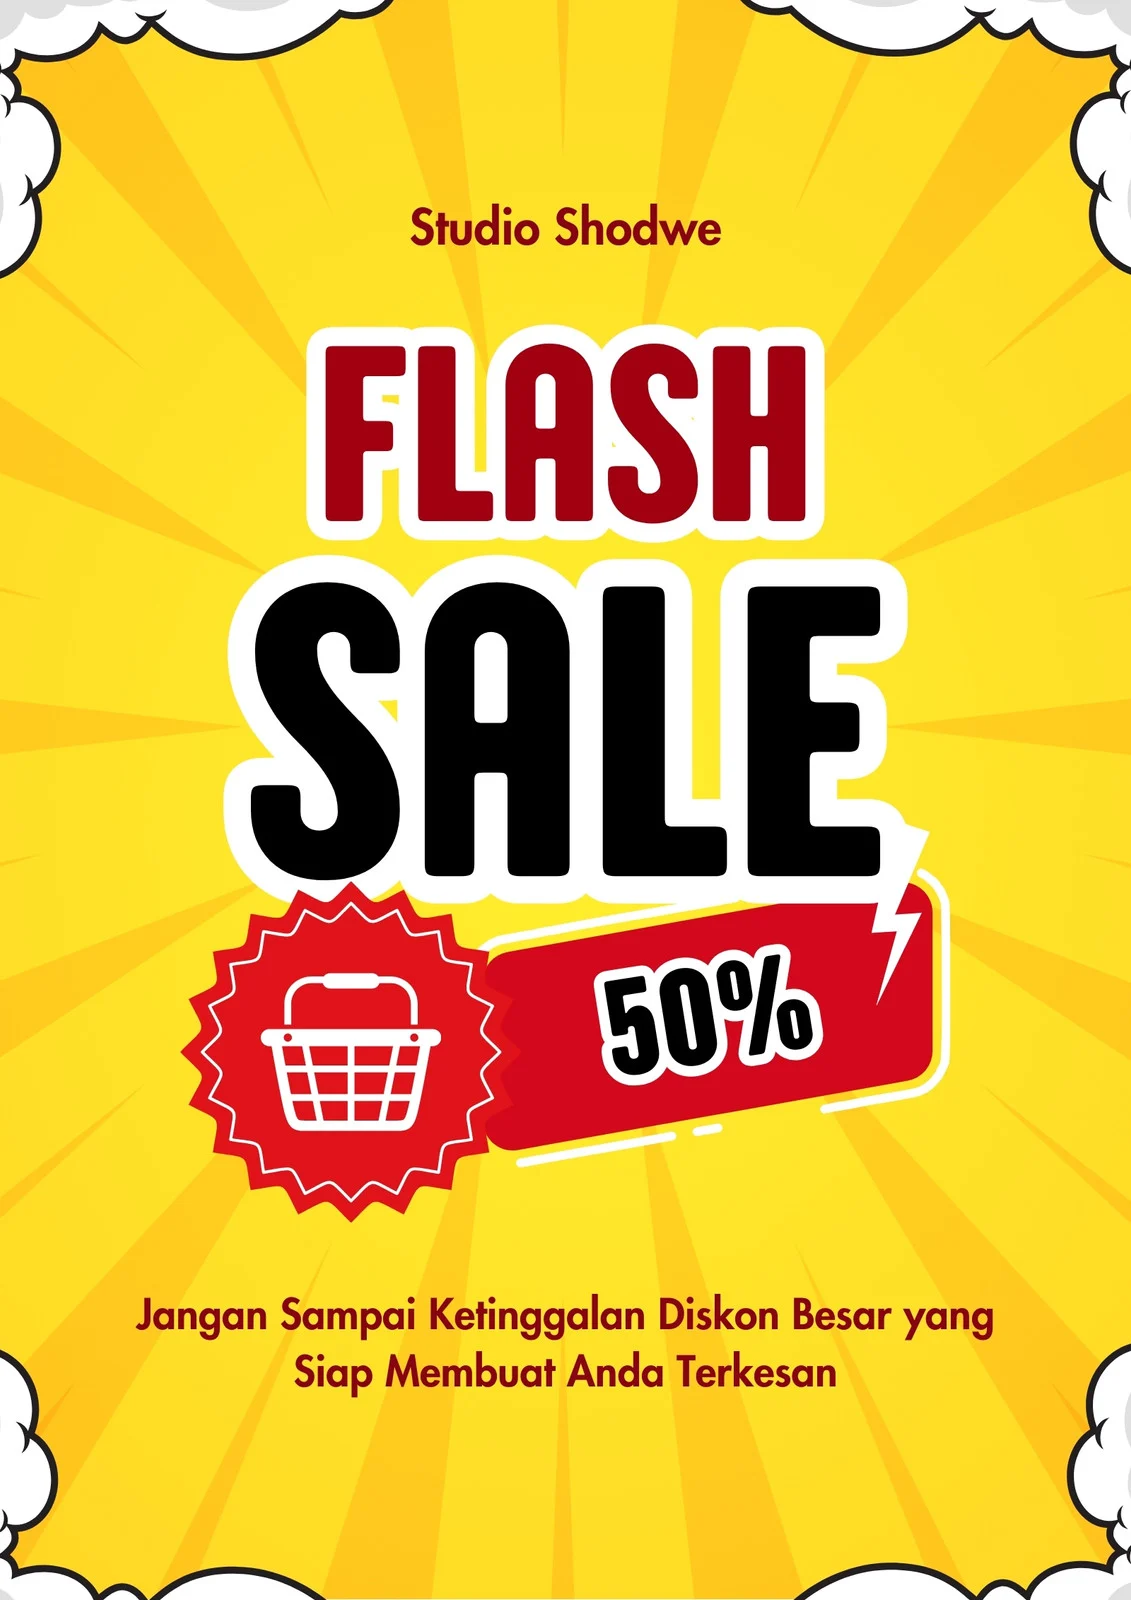 Studio Shodwe
FLASH
SALE
50%
Jangan Sampai Ketinggalan Diskon Besar yang
Siap Membuat Anda Terkesan